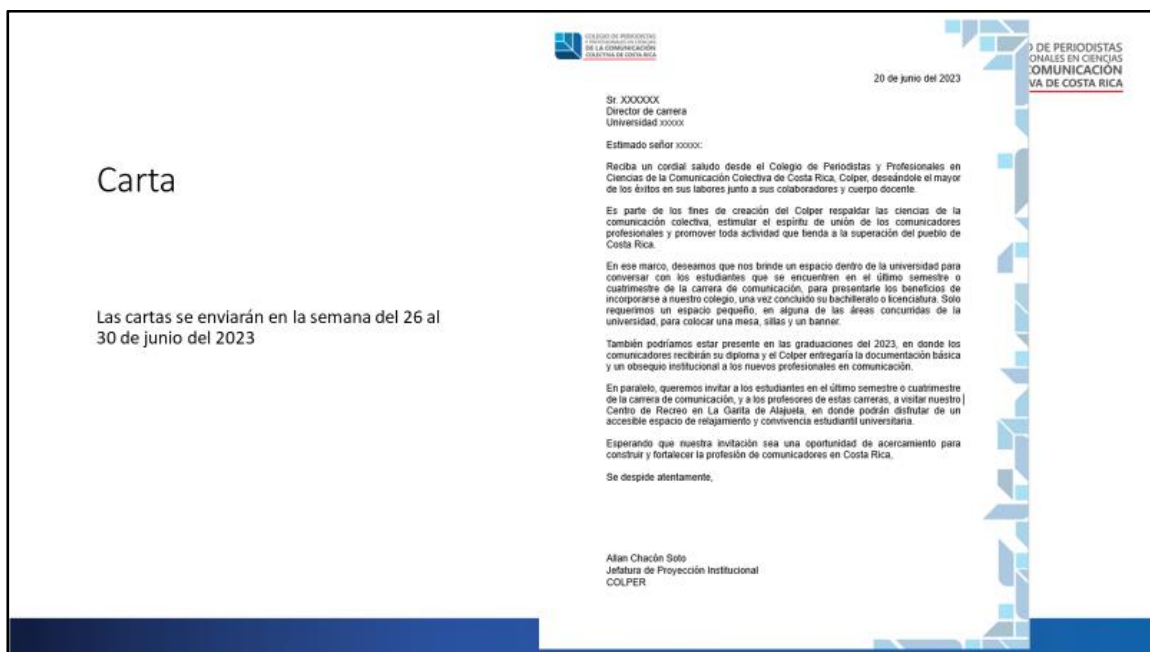 Carta
Las cartas se enviarán en la semana del 26 al
30 de junio del 2023
COLEGIO DE PERIODISTAS
Y PROFESIONALES EN CIENCIAS
DE LA COMUNICACIÓN
COLECTIVA DE COSTA RICA
20 de junio del 2023
Sr. XXXXXX
Director de carrera
Universidad xxxxx
Estimado señor xxxxx:
Reciba un cordial saludo desde el Colegio de Periodistas y Profesionales en
Ciencias de la Comunicación Colectiva de Costa Rica, Colper, deseándole el mayor
de los éxitos en sus labores junto a sus colaboradores y cuerpo docente.
Es parte de los fines de creación del Colper respaldar las ciencias de la
comunicación colectiva, estimular el espíritu de unión de los comunicadores
profesionales y promover toda actividad que tienda a la superación del pueblo de
Costa Rica.
En ese marco, deseamos que nos brinde un espacio dentro de la universidad para
conversar con los estudiantes que se encuentren en el último semestre o
cuatrimestre de la carrera de comunicación, para presentarle los beneficios de
incorporarse a nuestro colegio, una vez concluido su bachillerato o licenciatura. Solo
requerimos un espacio pequeño, en alguna de las áreas concurridas de la
universidad, para colocar una mesa, sillas y un banner.
También podríamos estar presente en las graduaciones del 2023, en donde los
comunicadores recibirán su diploma y el Colper entregaría la documentación básica
y un obsequio institucional a los nuevos profesionales en comunicación.
En paralelo, queremos invitar a los estudiantes en el último semestre o cuatrimestre
de la carrera de comunicación, y a los profesores de estas carreras, a visitar nuestro
Centro de Recreo en La Garita de Alajuela, en donde podrán disfrutar de un
accesible espacio de relajamiento y convivencia estudiantil universitaria.
Esperando que nuestra invitación sea una oportunidad de acercamiento para
construir y fortalecer la profesión de comunicadores en Costa Rica,
Se despide atentamente,
Allan Chacón Soto
Jefatura de Proyección Institucional
COLPER
O DE PERIODISTAS
ONALES EN CIENCIAS
COMUNICACIÓN
VA DE COSTA RICA